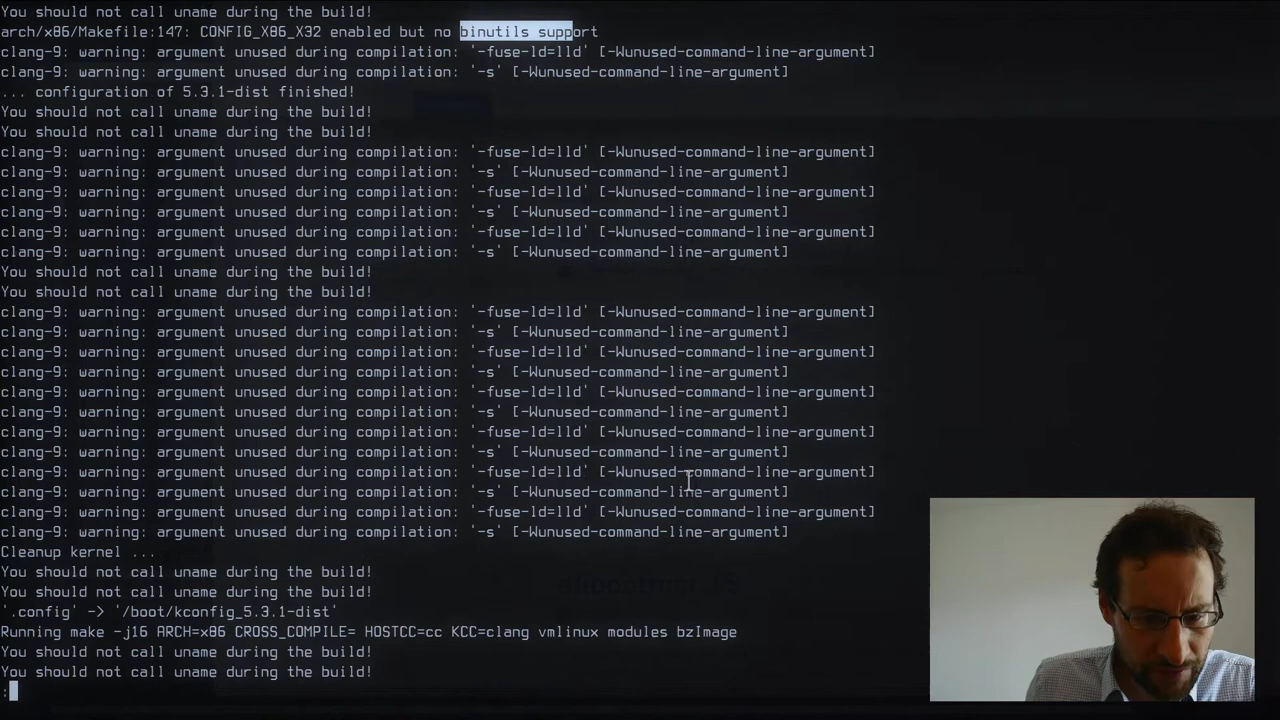 You should not call uname during the build!
arch/x86/Makefile:147: CONFIG_X86_X32 enabled but no binutils support
clang-9: warning: argument unused during compilation: '-fuse-ld=lld' [-Wunused-command-line-argument]
clang-9: warning: argument unused during compilation: '-s' [-Wunused-command-line-argument]
... configuration of 5.3.1-dist finished!
You should not call uname during the build!
You should not call uname during the build!
clang-9: warning: argument unused during compilation: '-fuse-ld=lld' [-Wunused-command-line-argument]
clang-9: warning: argument unused during compilation: '-s' [-Wunused-command-line-argument]
clang-9: warning: argument unused during compilation: '-fuse-ld=lld' [-Wunused-command-line-argument]
clang-9: warning: argument unused during compilation: '-s' [-Wunused-command-line-argument]
clang-9: warning: argument unused during compilation: '-fuse-ld=lld' [-Wunused-command-line-argument]
clang-9: warning: argument unused during compilation: '-s' [-Wunused-command-line-argument]
You should not call uname during the build!
You should not call uname during the build!
clang-9: warning: argument unused during compilation: '-fuse-ld=lld' [-Wunused-command-line-argument]
clang-9: warning: argument unused during compilation: '-s' [-Wunused-command-line-argument]
clang-9: warning: argument unused during compilation: '-fuse-ld=lld' [-Wunused-command-line-argument]
clang-9: warning: argument unused during compilation: '-s' [-Wunused-command-line-argument]
clang-9: warning: argument unused during compilation: '-fuse-ld=lld' [-Wunused-command-line-argument]
clang-9: warning: argument unused during compilation: '-s' [-Wunused-command-line-argument]
clang-9: warning: argument unused during compilation: '-fuse-ld=lld' [-Wunused-command-line-argument]
clang-9: warning: argument unused during compilation: '-s' [-Wunused-command-line-argument]
clang-9: warning: argument unused during compilation: '-fuse-ld=lld' [-Wunused-command-line-argument]
clang-9: warning: argument unused during compilation: '-s' [-Wunused-command-line-argument]
clang-9: warning: argument unused during compilation: '-fuse-ld=lld' [-Wunused-command-line-argument]
clang-9: warning: argument unused during compilation: '-s' [-Wunused-command-line-argument]
Cleanup kernel ...
You should not call uname during the build!
You should not call uname during the build!
'.config' -> '/boot/kconfig_5.3.1-dist'
Running make -j16 ARCH=x86 CROSS_COMPILE= HOSTCC=cc KCC=clang vmlinux modules bzImage
You should not call uname during the build!
You should not call uname during the build!
: